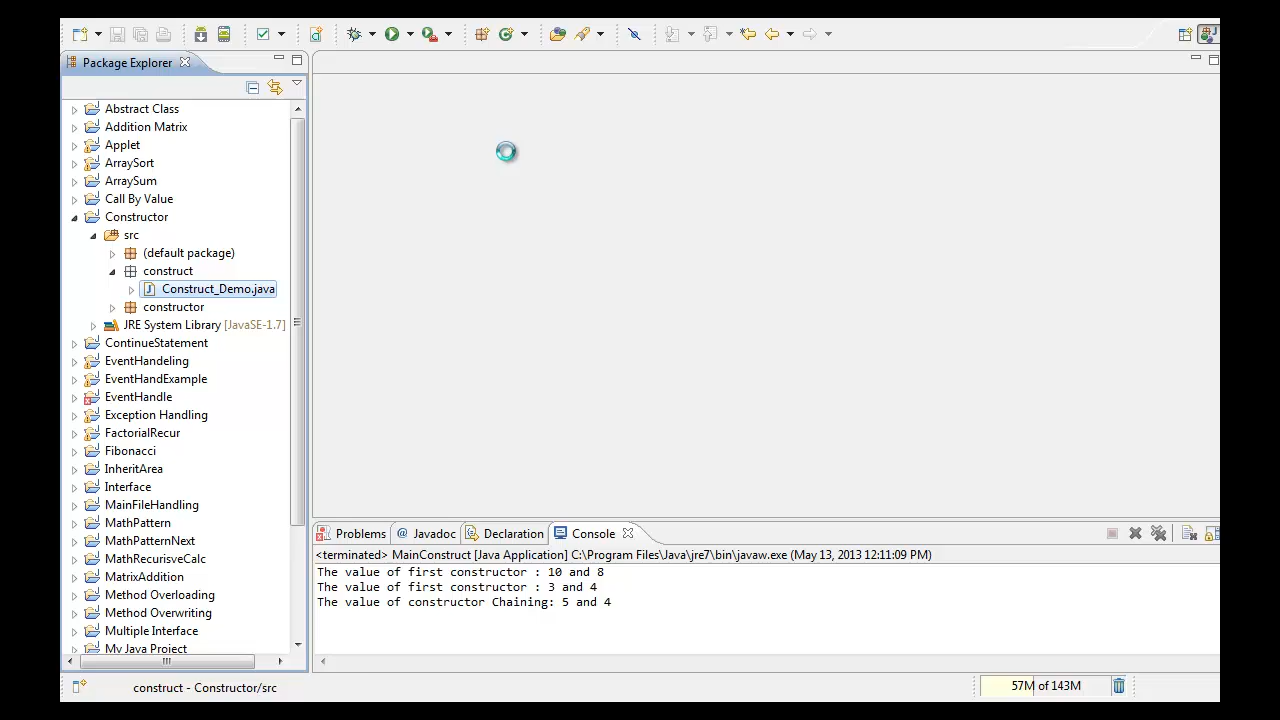 Package Explorer
Abstract Class
Addition Matrix
Applet
ArraySort
ArraySum
Call By Value
Constructor
src
(default package)
construct
Construct_Demo.java
constructor
JRE System Library [JavaSE-1.7]
ContinueStatement
EventHandeling
EventHandExample
EventHandle
Exception Handling
FactorialRecur
Fibonacci
InheritArea
Interface
MainFileHandling
MathPattern
MathPatternNext
MathRecurisveCalc
MatrixAddition
Method Overloading
Method Overwriting
Multiple Interface
My Java Project
Problems @ Javadoc Declaration Console
<terminated> MainConstruct [Java Application] C:\Program Files\Java\jre7\bin\javaw.exe (May 13, 2013 12:11:09 PM)
The value of first constructor : 10 and 8
The value of first constructor : 3 and 4
The value of constructor Chaining: 5 and 4
construct - Constructor/src
57M of 143M